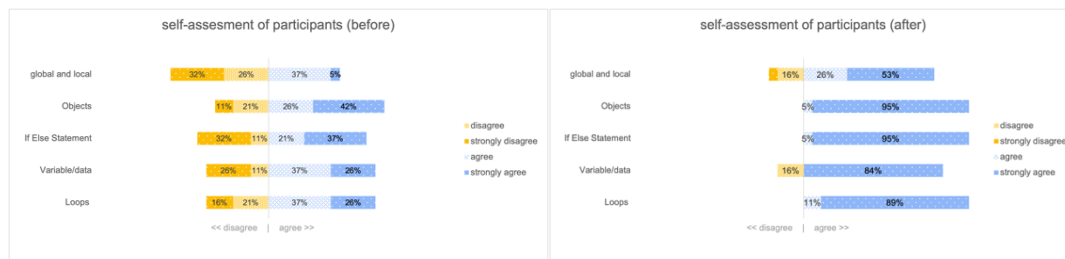 self-assesment of participants (before)
global and local 32% 26% 37% 5%
Objects 11% 21% 26% 42%
If Else Statement 32% 11% 21% 37%
Variable/data 26% 11% 37% 26%
Loops 16% 21% 37% 26%
<< disagree | agree >>
disagree
strongly disagree
agree
strongly agree
self-assessment of participants (after)
global and local 16% 26% 53%
Objects 5% 95%
If Else Statement 5% 95%
Variable/data 16% 84%
Loops 11% 89%
<< disagree | agree >>
disagree
strongly disagree
agree
strongly agree